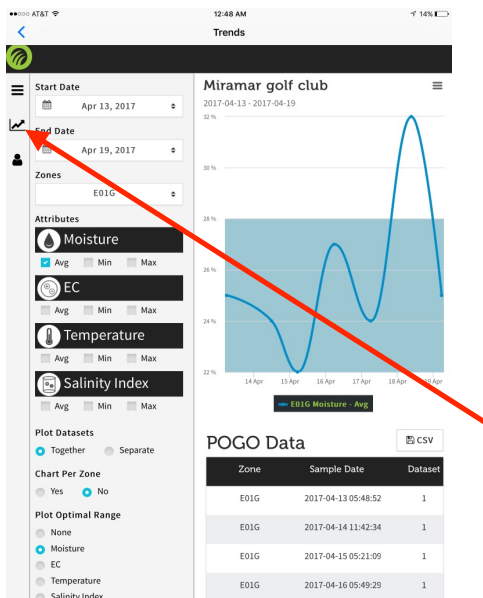 AT&T
12:48 AM
14%
Trends
Start Date
Apr 13, 2017
End Date
Apr 19, 2017
Zones
E01G
Attributes
Moisture
Avg Min Max
EC
Avg Min Max
Temperature
Avg Min Max
Salinity Index
Avg Min Max
Plot Datasets
Together Separate
Chart Per Zone
Yes No
Plot Optimal Range
None
Moisture
EC
Temperature
Salinity Index
Miramar golf club
2017-04-13 - 2017-04-19
32 %
30 %
28 %
26 %
24 %
22 %
14 Apr 15 Apr 16 Apr 17 Apr 18 Apr 19 Apr
E01G Moisture - Avg
POGO Data
CSV
Zone Sample Date Dataset
E01G 2017-04-13 05:48:52 1
E01G 2017-04-14 11:42:34 1
E01G 2017-04-15 05:21:09 1
E01G 2017-04-16 05:49:29 1